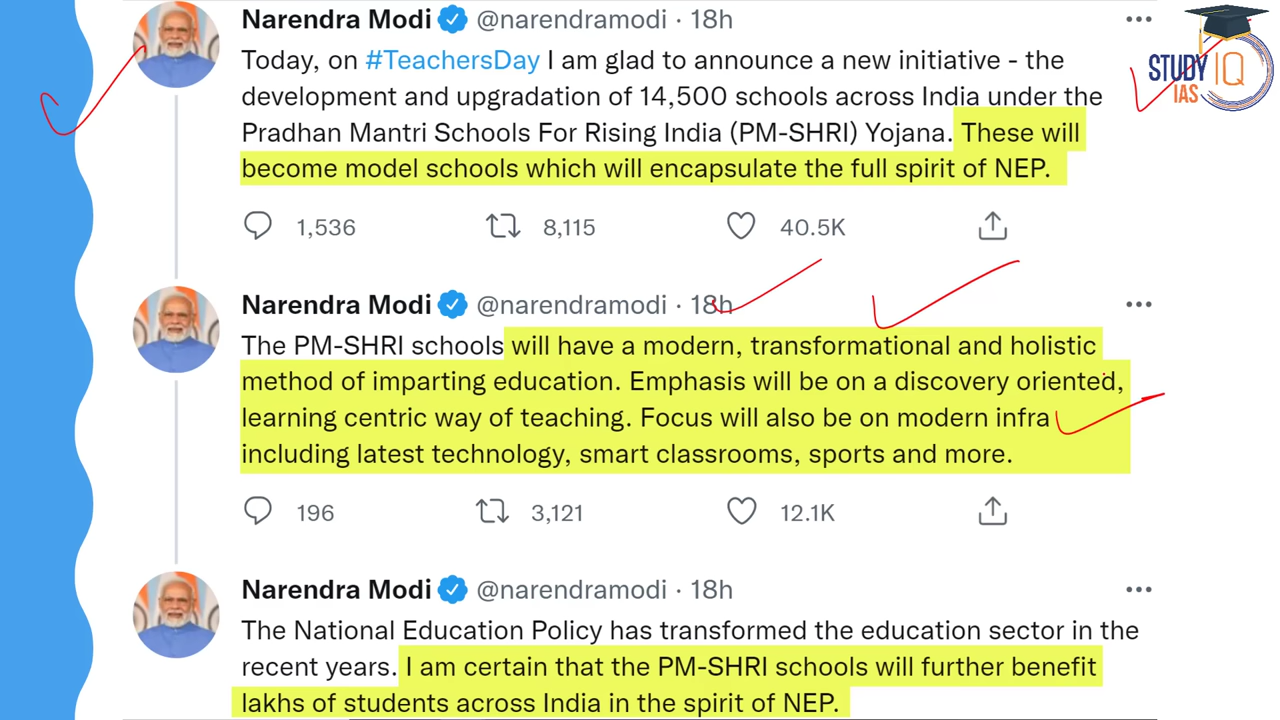 Narendra Modi @narendramodi · 18h
STUDY IQ
IAS
Today, on #TeachersDay I am glad to announce a new initiative - the
development and upgradation of 14,500 schools across India under the
Pradhan Mantri Schools For Rising India (PM-SHRI) Yojana. These will
become model schools which will encapsulate the full spirit of NEP.
1,536 8,115 40.5K
Narendra Modi @narendramodi · 18h
The PM-SHRI schools will have a modern, transformational and holistic
method of imparting education. Emphasis will be on a discovery oriented,
learning centric way of teaching. Focus will also be on modern infra
including latest technology, smart classrooms, sports and more.
196 3,121 12.1K
Narendra Modi @narendramodi · 18h
The National Education Policy has transformed the education sector in the
recent years. I am certain that the PM-SHRI schools will further benefit
lakhs of students across India in the spirit of NEP.